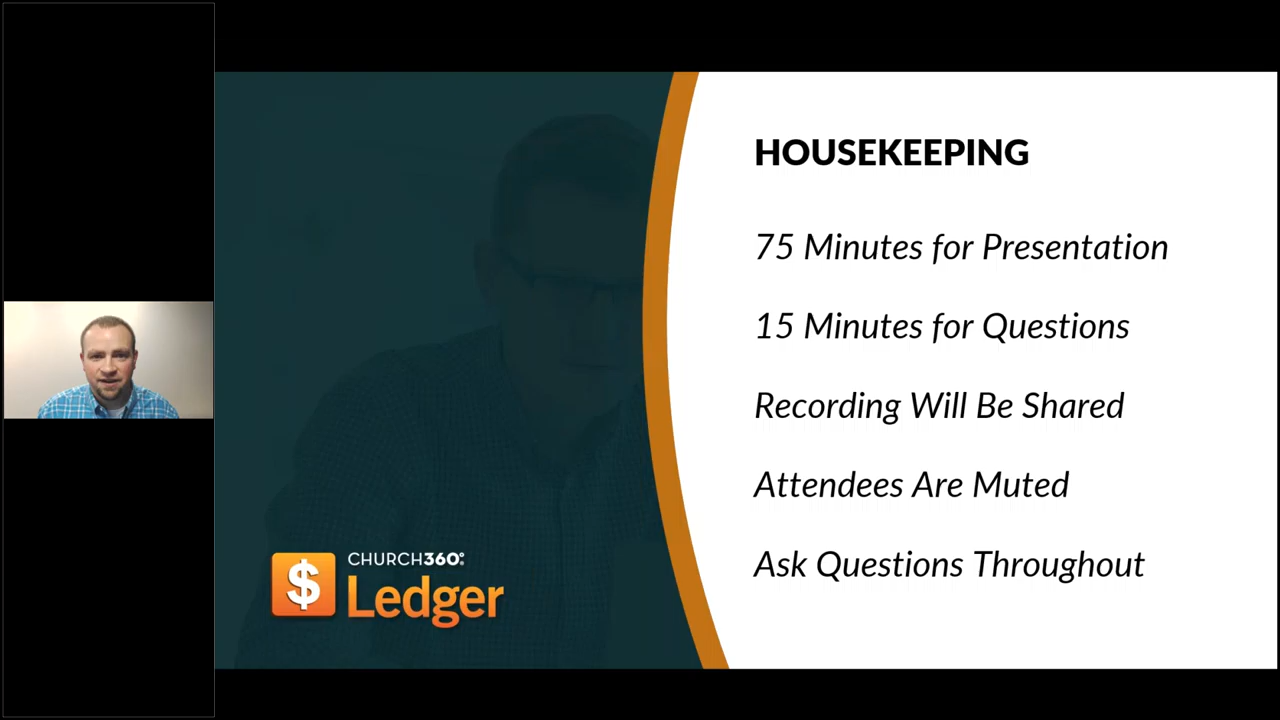 HOUSEKEEPING
75 Minutes for Presentation
15 Minutes for Questions
Recording Will Be Shared
Attendees Are Muted
Ask Questions Throughout
$
CHURCH360°
Ledger